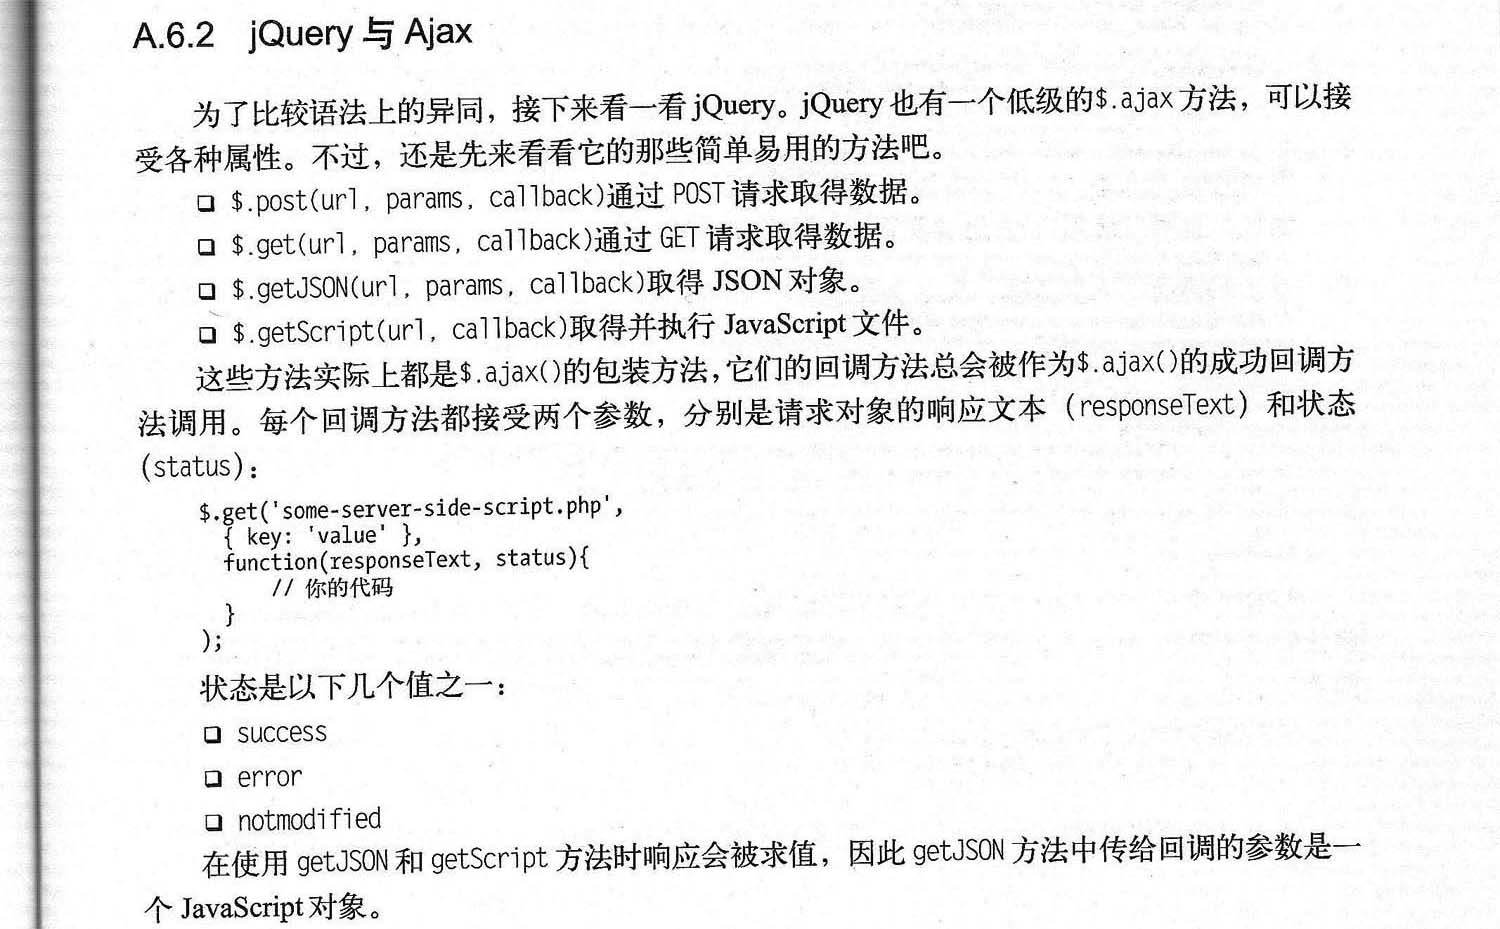 A.6.2 jQuery 与 Ajax
为了比较语法上的异同，接下来看一看 jQuery。jQuery 也有一个低级的$.ajax 方法，可以接
受各种属性。不过，还是先来看看它的那些简单易用的方法吧。
❏ $.post(url, params, callback)通过 POST 请求取得数据。
❏ $.get(url, params, callback)通过 GET 请求取得数据。
❏ $.getJSON(url, params, callback)取得 JSON 对象。
❏ $.getScript(url, callback)取得并执行 JavaScript 文件。
这些方法实际上都是$.ajax()的包装方法，它们的回调方法总会被作为$.ajax()的成功回调方
法调用。每个回调方法都接受两个参数，分别是请求对象的响应文本（responseText）和状态
（status）：
$.get('some-server-side-script.php',
{ key: 'value' },
function(responseText, status){
// 你的代码
}
);
状态是以下几个值之一：
❏ success
❏ error
❏ notmodified
在使用 getJSON 和 getScript 方法时响应会被求值，因此 getJSON 方法中传给回调的参数是一
个 JavaScript 对象。